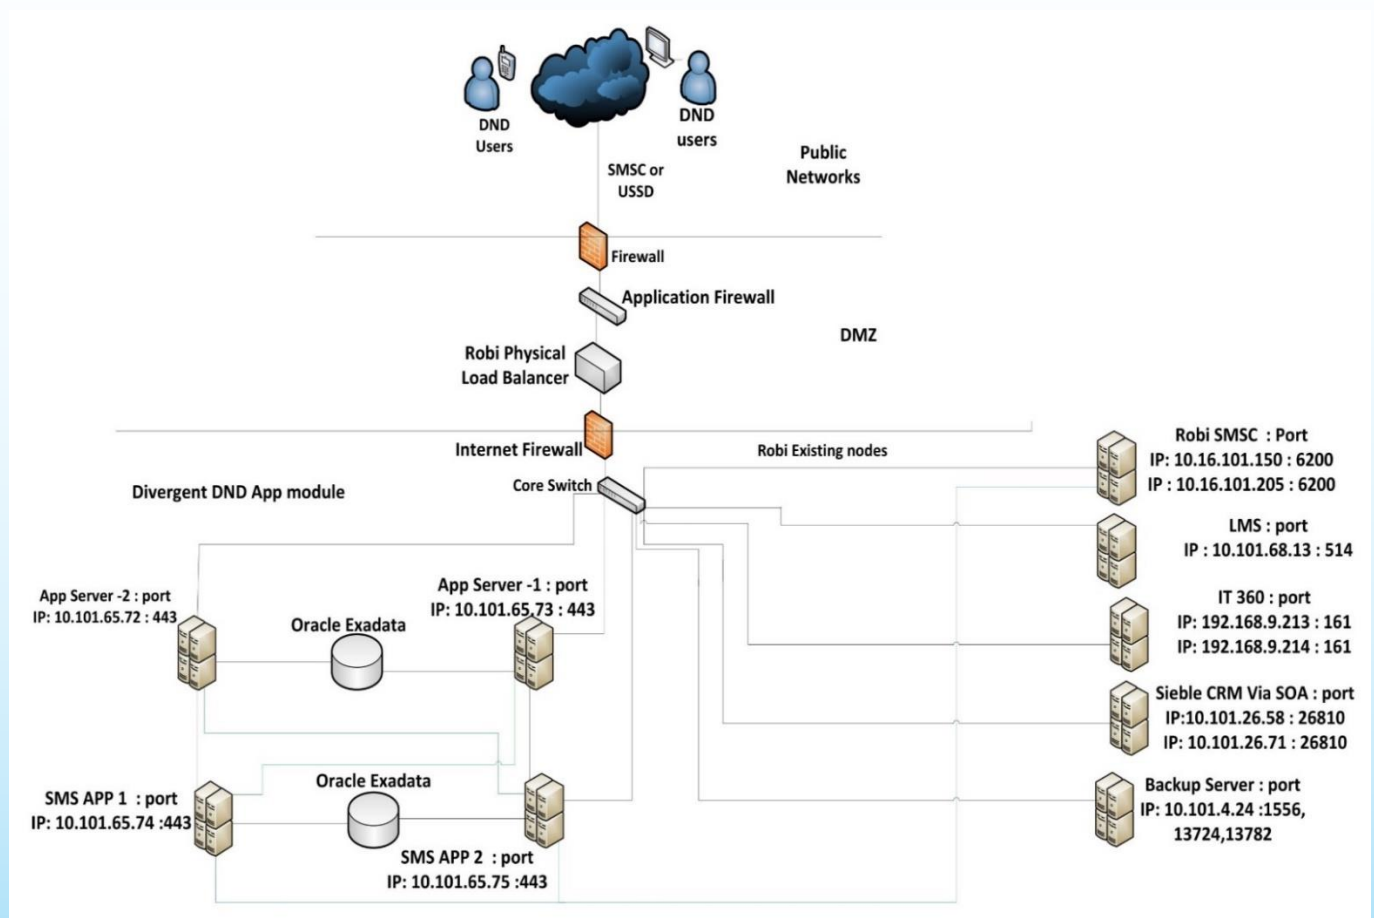 DND
Users
DND
users
SMSC or
USSD
Public
Networks
Firewall
Application Firewall
DMZ
Robi Physical
Load Balancer
Internet Firewall
Robi Existing nodes
Core Switch
Divergent DND App module
Robi SMSC : Port
IP: 10.16.101.150 : 6200
IP : 10.16.101.205 : 6200
LMS : port
IP : 10.101.68.13 : 514
IT 360 : port
IP: 192.168.9.213 : 161
IP: 192.168.9.214 : 161
Sieble CRM Via SOA : port
IP:10.101.26.58 : 26810
IP: 10.101.26.71 : 26810
Backup Server : port
IP: 10.101.4.24 :1556,
13724,13782
App Server -2 : port
IP: 10.101.65.72 : 443
App Server -1 : port
IP: 10.101.65.73 : 443
Oracle Exadata
Oracle Exadata
SMS APP 1 : port
IP: 10.101.65.74 :443
SMS APP 2 : port
IP: 10.101.65.75 :443